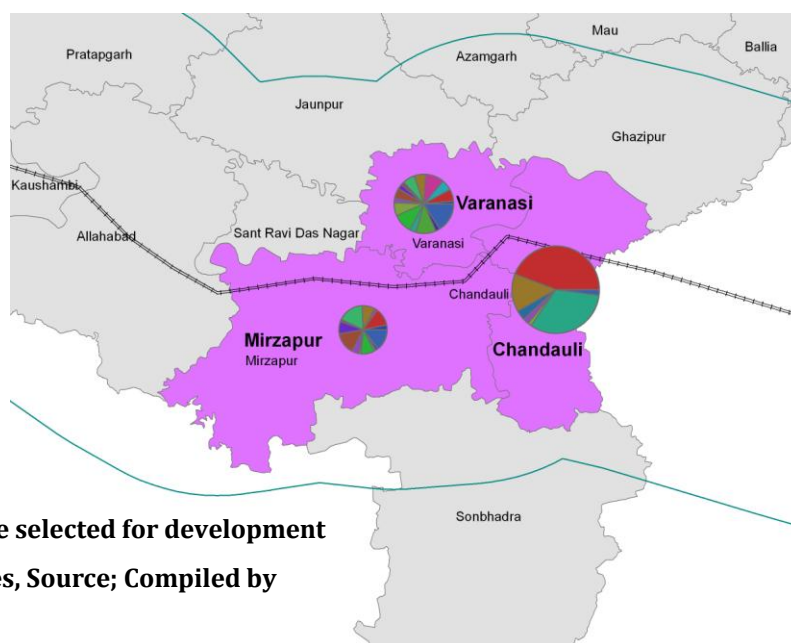 Mau
Pratapgarh
Azamgarh
Ballia
Jaunpur
Ghazipur
Kaushambi
Varanasi
Allahabad
Sant Ravi Das Nagar
Varanasi
Chandauli
Mirzapur
Chandauli
Mirzapur
e selected for development
Sonbhadra
es, Source; Compiled by